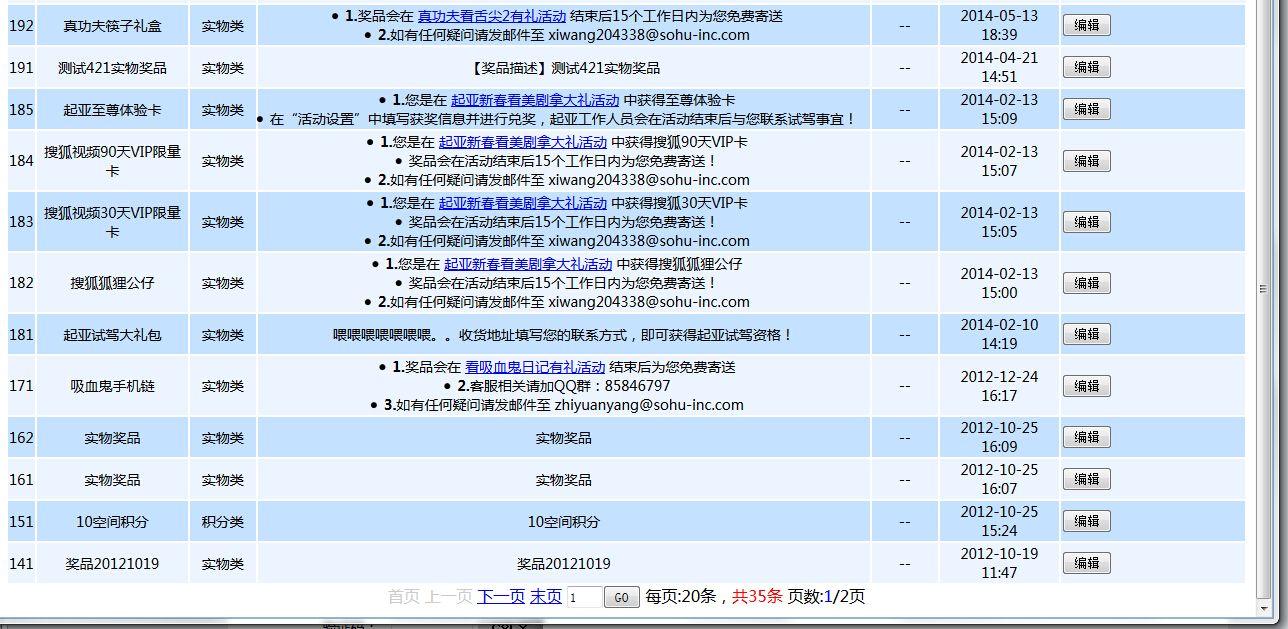 192 真功夫筷子礼盒 实物类 ● 1.奖品会在 真功夫看舌尖2有礼活动 结束后15个工作日内为您免费寄送 -- 2014-05-13 编辑
● 2.如有任何疑问请发邮件至 xiwang204338@sohu-inc.com 18:39
191 测试421实物奖品 实物类 【奖品描述】测试421实物奖品 -- 2014-04-21 编辑
14:51
185 起亚至尊体验卡 实物类 ● 1.您是在 起亚新春看美剧拿大礼活动 中获得至尊体验卡 -- 2014-02-13 编辑
● 在“活动设置”中填写获奖信息并进行兑奖，起亚工作人员会在活动结束后与您联系试驾事宜！ 15:09
184 搜狐视频90天VIP限量 实物类 ● 1.您是在 起亚新春看美剧拿大礼活动 中获得搜狐90天VIP卡 -- 2014-02-13 编辑
卡 ● 奖品会在活动结束后15个工作日内为您免费寄送！ 15:07
● 2.如有任何疑问请发邮件至 xiwang204338@sohu-inc.com
183 搜狐视频30天VIP限量 实物类 ● 1.您是在 起亚新春看美剧拿大礼活动 中获得搜狐30天VIP卡 -- 2014-02-13 编辑
卡 ● 奖品会在活动结束后15个工作日内为您免费寄送！ 15:05
● 2.如有任何疑问请发邮件至 xiwang204338@sohu-inc.com
182 搜狐狐狸公仔 实物类 ● 1.您是在 起亚新春看美剧拿大礼活动 中获得搜狐狐狸公仔 -- 2014-02-13 编辑
● 奖品会在活动结束后15个工作日内为您免费寄送！ 15:00
● 2.如有任何疑问请发邮件至 xiwang204338@sohu-inc.com
181 起亚试驾大礼包 实物类 喂喂喂喂喂喂喂。。收货地址填写您的联系方式，即可获得起亚试驾资格！ -- 2014-02-10 编辑
14:19
171 吸血鬼手机链 实物类 ● 1.奖品会在 看吸血鬼日记有礼活动 结束后为您免费寄送 -- 2012-12-24 编辑
● 2.客服相关请加QQ群：85846797 16:17
● 3.如有任何疑问请发邮件至 zhiyuanyang@sohu-inc.com
162 实物奖品 实物类 实物奖品 -- 2012-10-25 编辑
16:09
161 实物奖品 实物类 实物奖品 -- 2012-10-25 编辑
16:07
151 10空间积分 积分类 10空间积分 -- 2012-10-25 编辑
15:24
141 奖品20121019 实物类 奖品20121019 -- 2012-10-19 编辑
11:47
首页 上一页 下一页 末页 1 GO 每页:20条，共35条 页数:1/2页